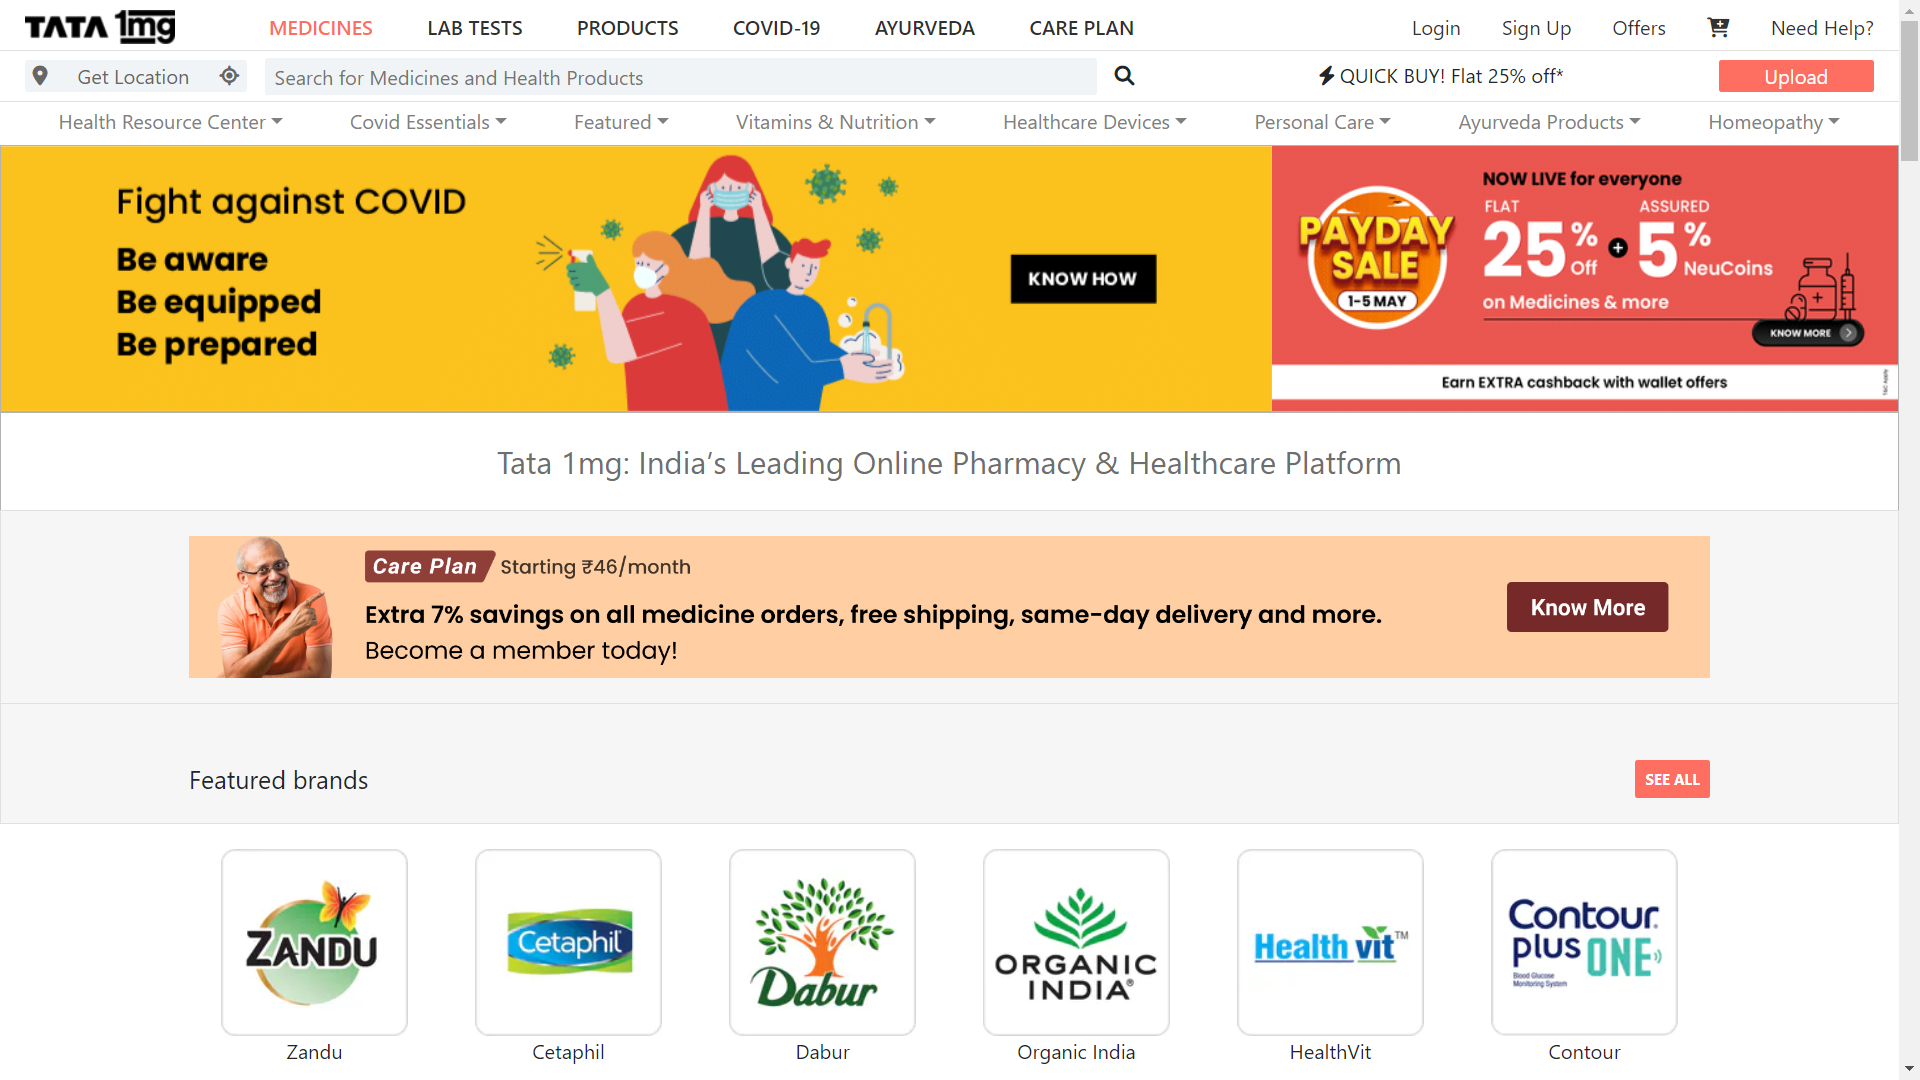 TATA 1mg
MEDICINES LAB TESTS PRODUCTS COVID-19 AYURVEDA CARE PLAN Login Sign Up Offers Need Help?
Get Location Search for Medicines and Health Products QUICK BUY! Flat 25% off* Upload
Health Resource Center Covid Essentials Featured Vitamins & Nutrition Healthcare Devices Personal Care Ayurveda Products Homeopathy
Fight against COVID
Be aware
Be equipped
Be prepared
KNOW HOW
PAYDAY
SALE
1-5 MAY
NOW LIVE for everyone
FLAT
25% Off
+
ASSURED
5% NeuCoins
on Medicines & more
KNOW MORE
Earn EXTRA cashback with wallet offers
T&C Apply
Tata 1mg: India’s Leading Online Pharmacy & Healthcare Platform
Care Plan Starting ₹46/month
Extra 7% savings on all medicine orders, free shipping, same-day delivery and more.
Become a member today!
Know More
Featured brands
SEE ALL
ZANDU
Cetaphil
Dabur
ORGANIC
INDIA®
Health vit™
Contour
plus ONE
Blood Glucose
Monitoring System
Zandu Cetaphil Dabur Organic India HealthVit Contour